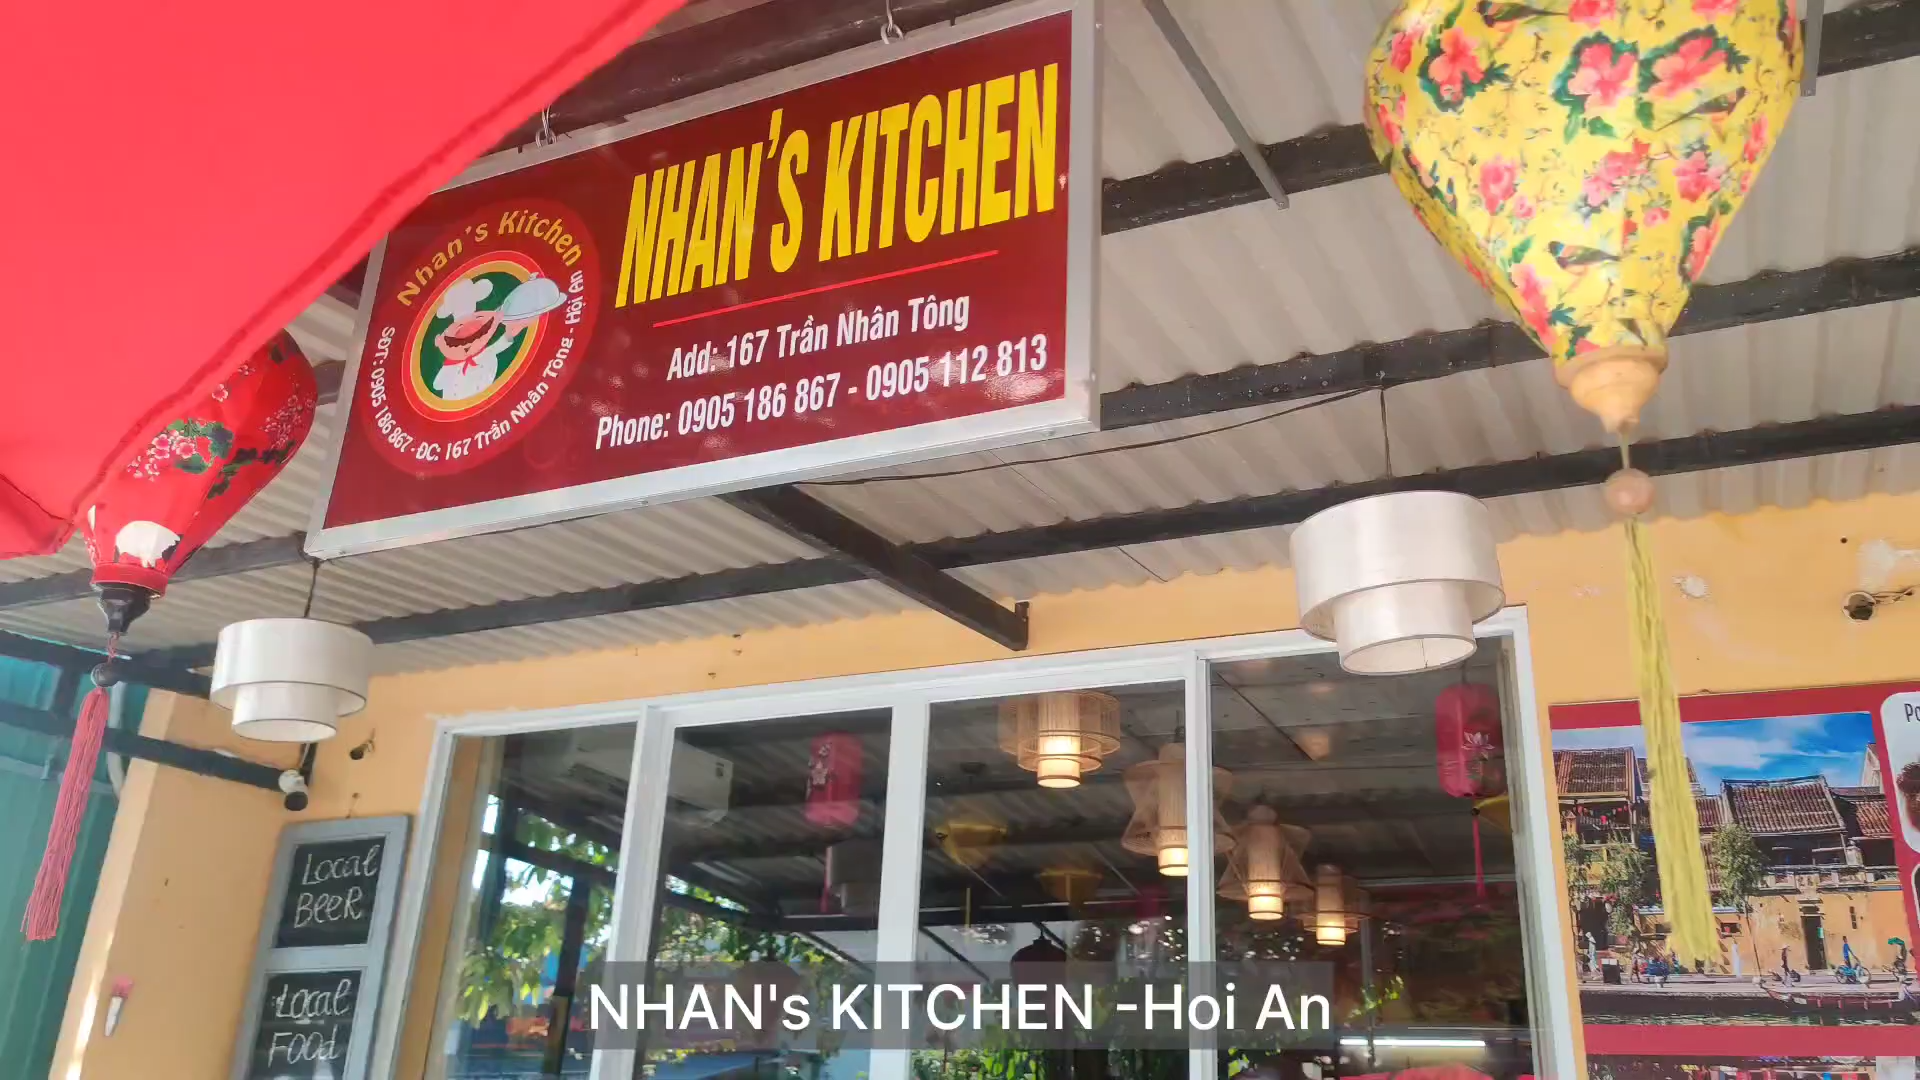 NHAN'S KITCHEN
Add: 167 Trần Nhân Tông
Phone: 0905 186 867 - 0905 112 813
Nhan's Kitchen
SĐT: 0905 186 867 - ĐC: 167 Trần Nhân Tông - Hội An
Local
BEER
Local
FOOd
NHAN's KITCHEN -Hoi An